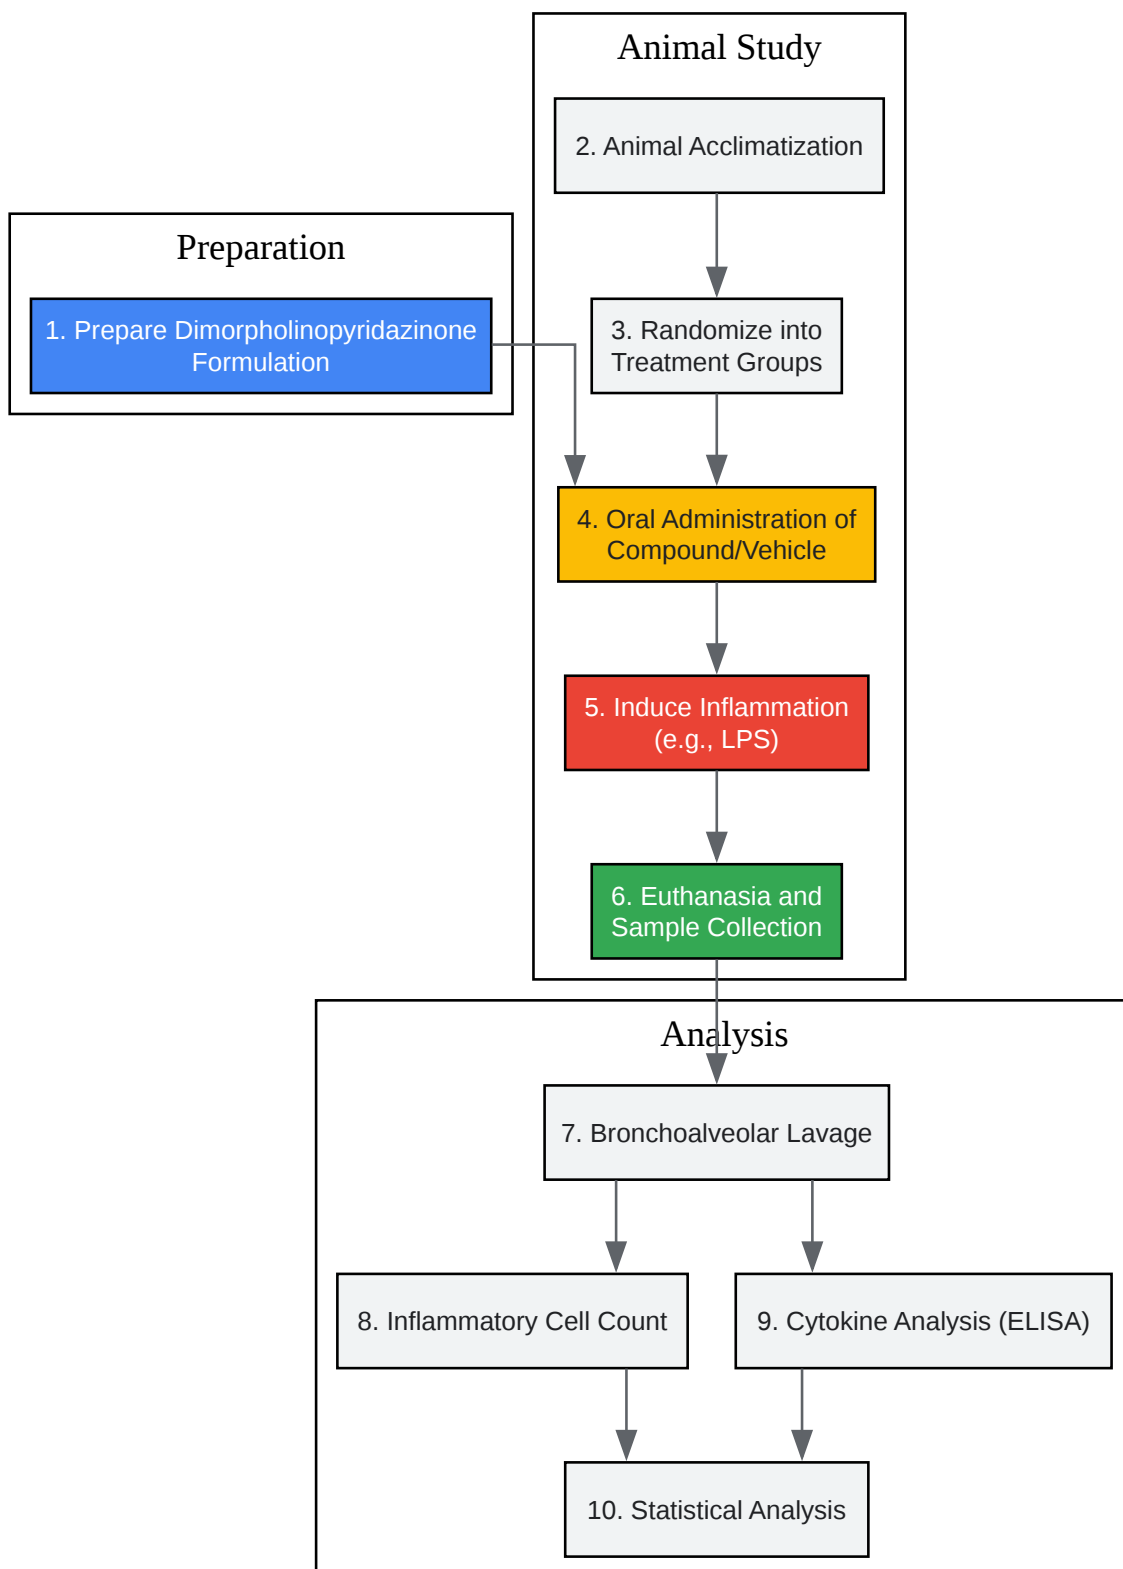 Animal Study
2. Animal Acclimatization
Preparation
1. Prepare Dimorpholinopyridazinone
Formulation
3. Randomize into
Treatment Groups
4. Oral Administration of
Compound/Vehicle
5. Induce Inflammation
(e.g., LPS)
6. Euthanasia and
Sample Collection
Analysis
7. Bronchoalveolar Lavage
8. Inflammatory Cell Count
9. Cytokine Analysis (ELISA)
10. Statistical Analysis